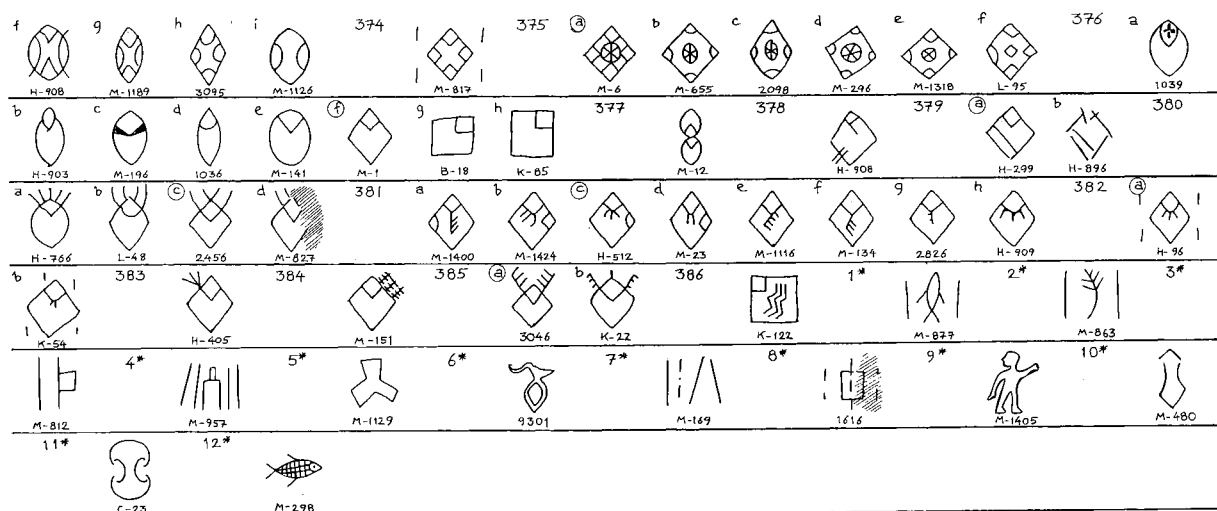 f g h i 374 375 a b c d e f 376 a
H-908 M-1189 3095 M-1126 M-817 M-6 M-655 2098 M-296 M-1318 L-95 1039
b c d e f g h 377 378 379 a b 380
H-903 M-196 1036 M-141 M-1 B-18 K-85 M-12 H-908 H-299 H-896
a b c d 381 a b c d e f g h 382 a
H-766 L-48 2456 M-827 M-1400 M-1424 H-512 M-23 M-1116 M-134 2826 H-909 H-96
b 383 384 385 a b 386 1* 2* 3*
K-54 H-405 M-151 3046 K-22 K-122 M-877 M-863
4* 5* 6* 7* 8* 9* 10*
M-812 M-957 M-1129 9301 M-169 1616 M-1405 M-480
11* 12*
C-23 M-298